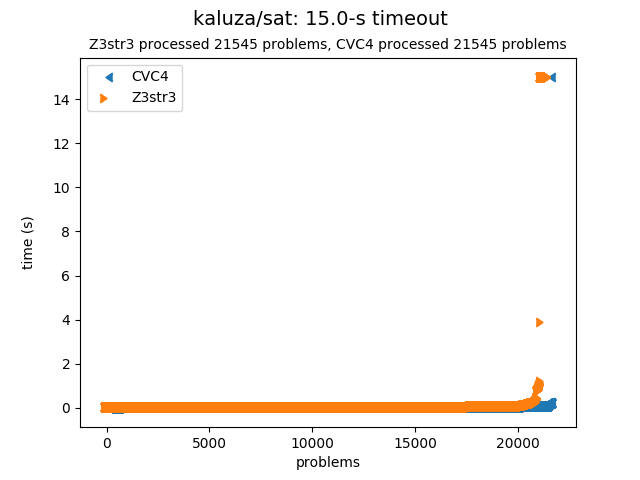 kaluza/sat: 15.0-s timeout
Z3str3 processed 21545 problems, CVC4 processed 21545 problems
CVC4
Z3str3
14
12
10
8
6
4
2
0
time (s)
0 5000 10000 15000 20000
problems